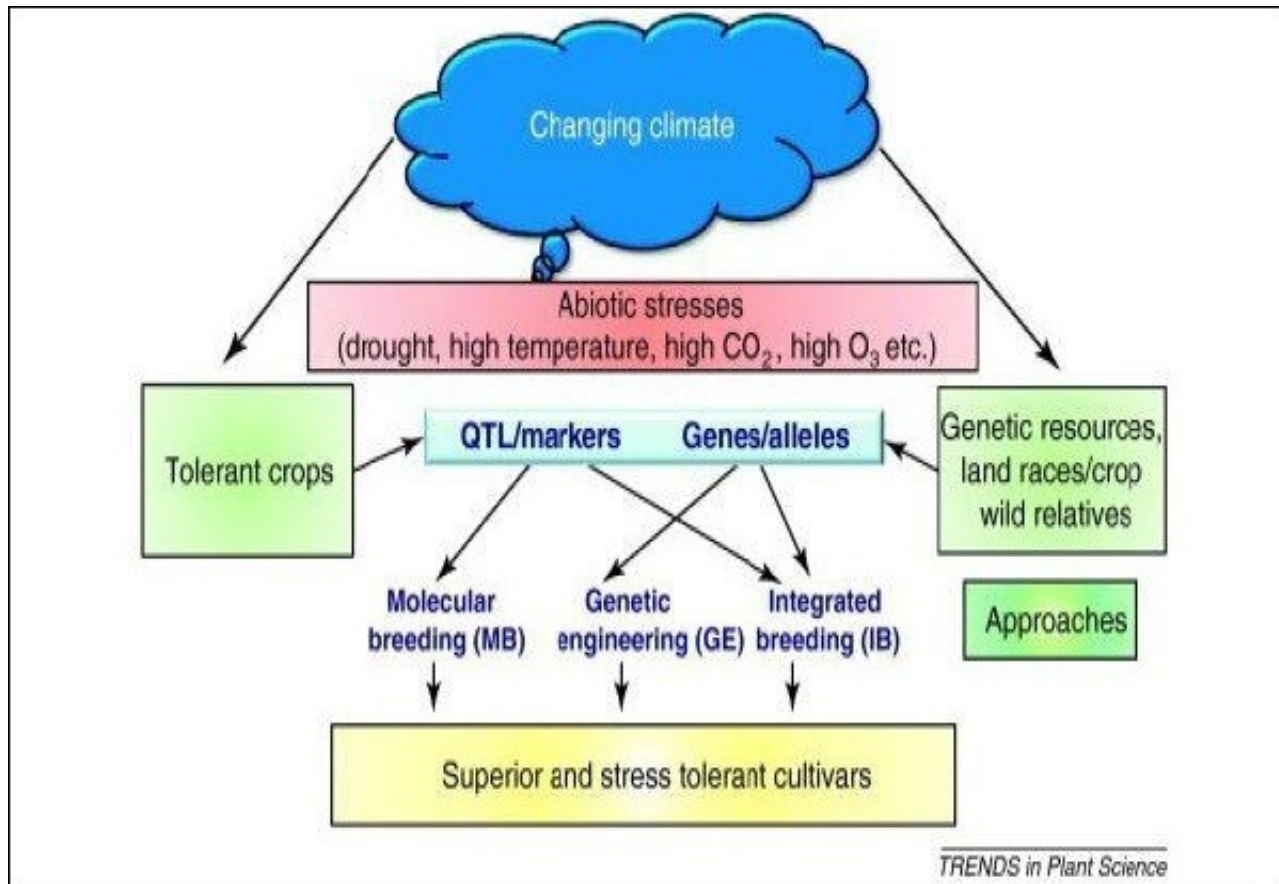 Changing climate
Abiotic stresses
(drought, high temperature, high CO₂, high O₃ etc.)
Tolerant crops
QTL/markers Genes/alleles
Genetic resources,
land races/crop
wild relatives
Molecular
breeding (MB)
Genetic
engineering (GE)
Integrated
breeding (IB)
Approaches
Superior and stress tolerant cultivars
TRENDS in Plant Science